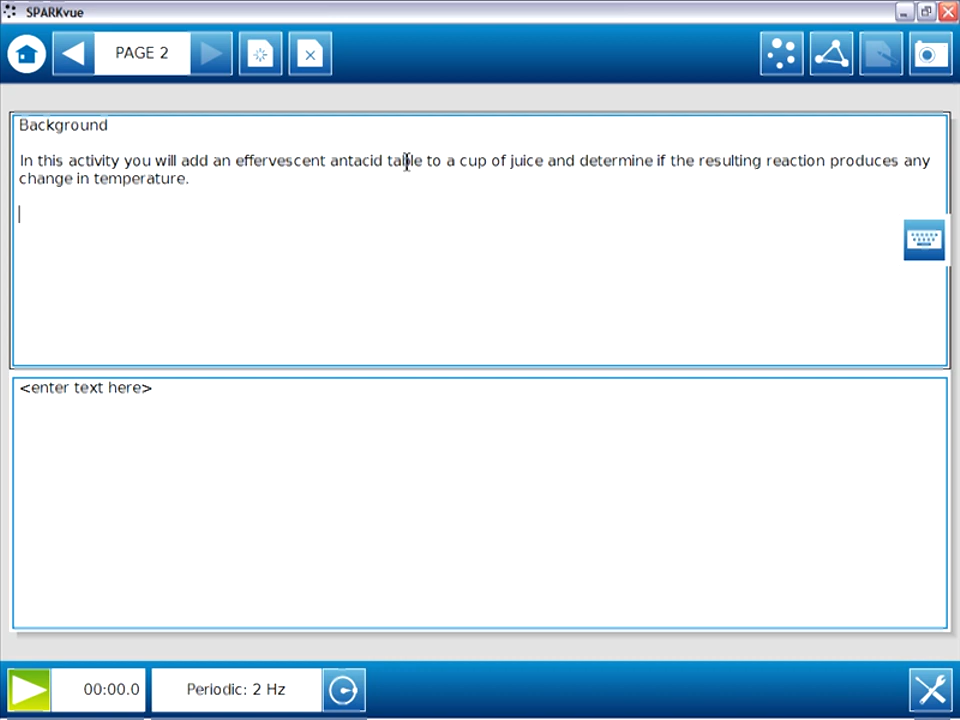 SPARKvue
PAGE 2
Background
In this activity you will add an effervescent antacid table to a cup of juice and determine if the resulting reaction produces any
change in temperature.
<enter text here>
00:00.0
Periodic: 2 Hz